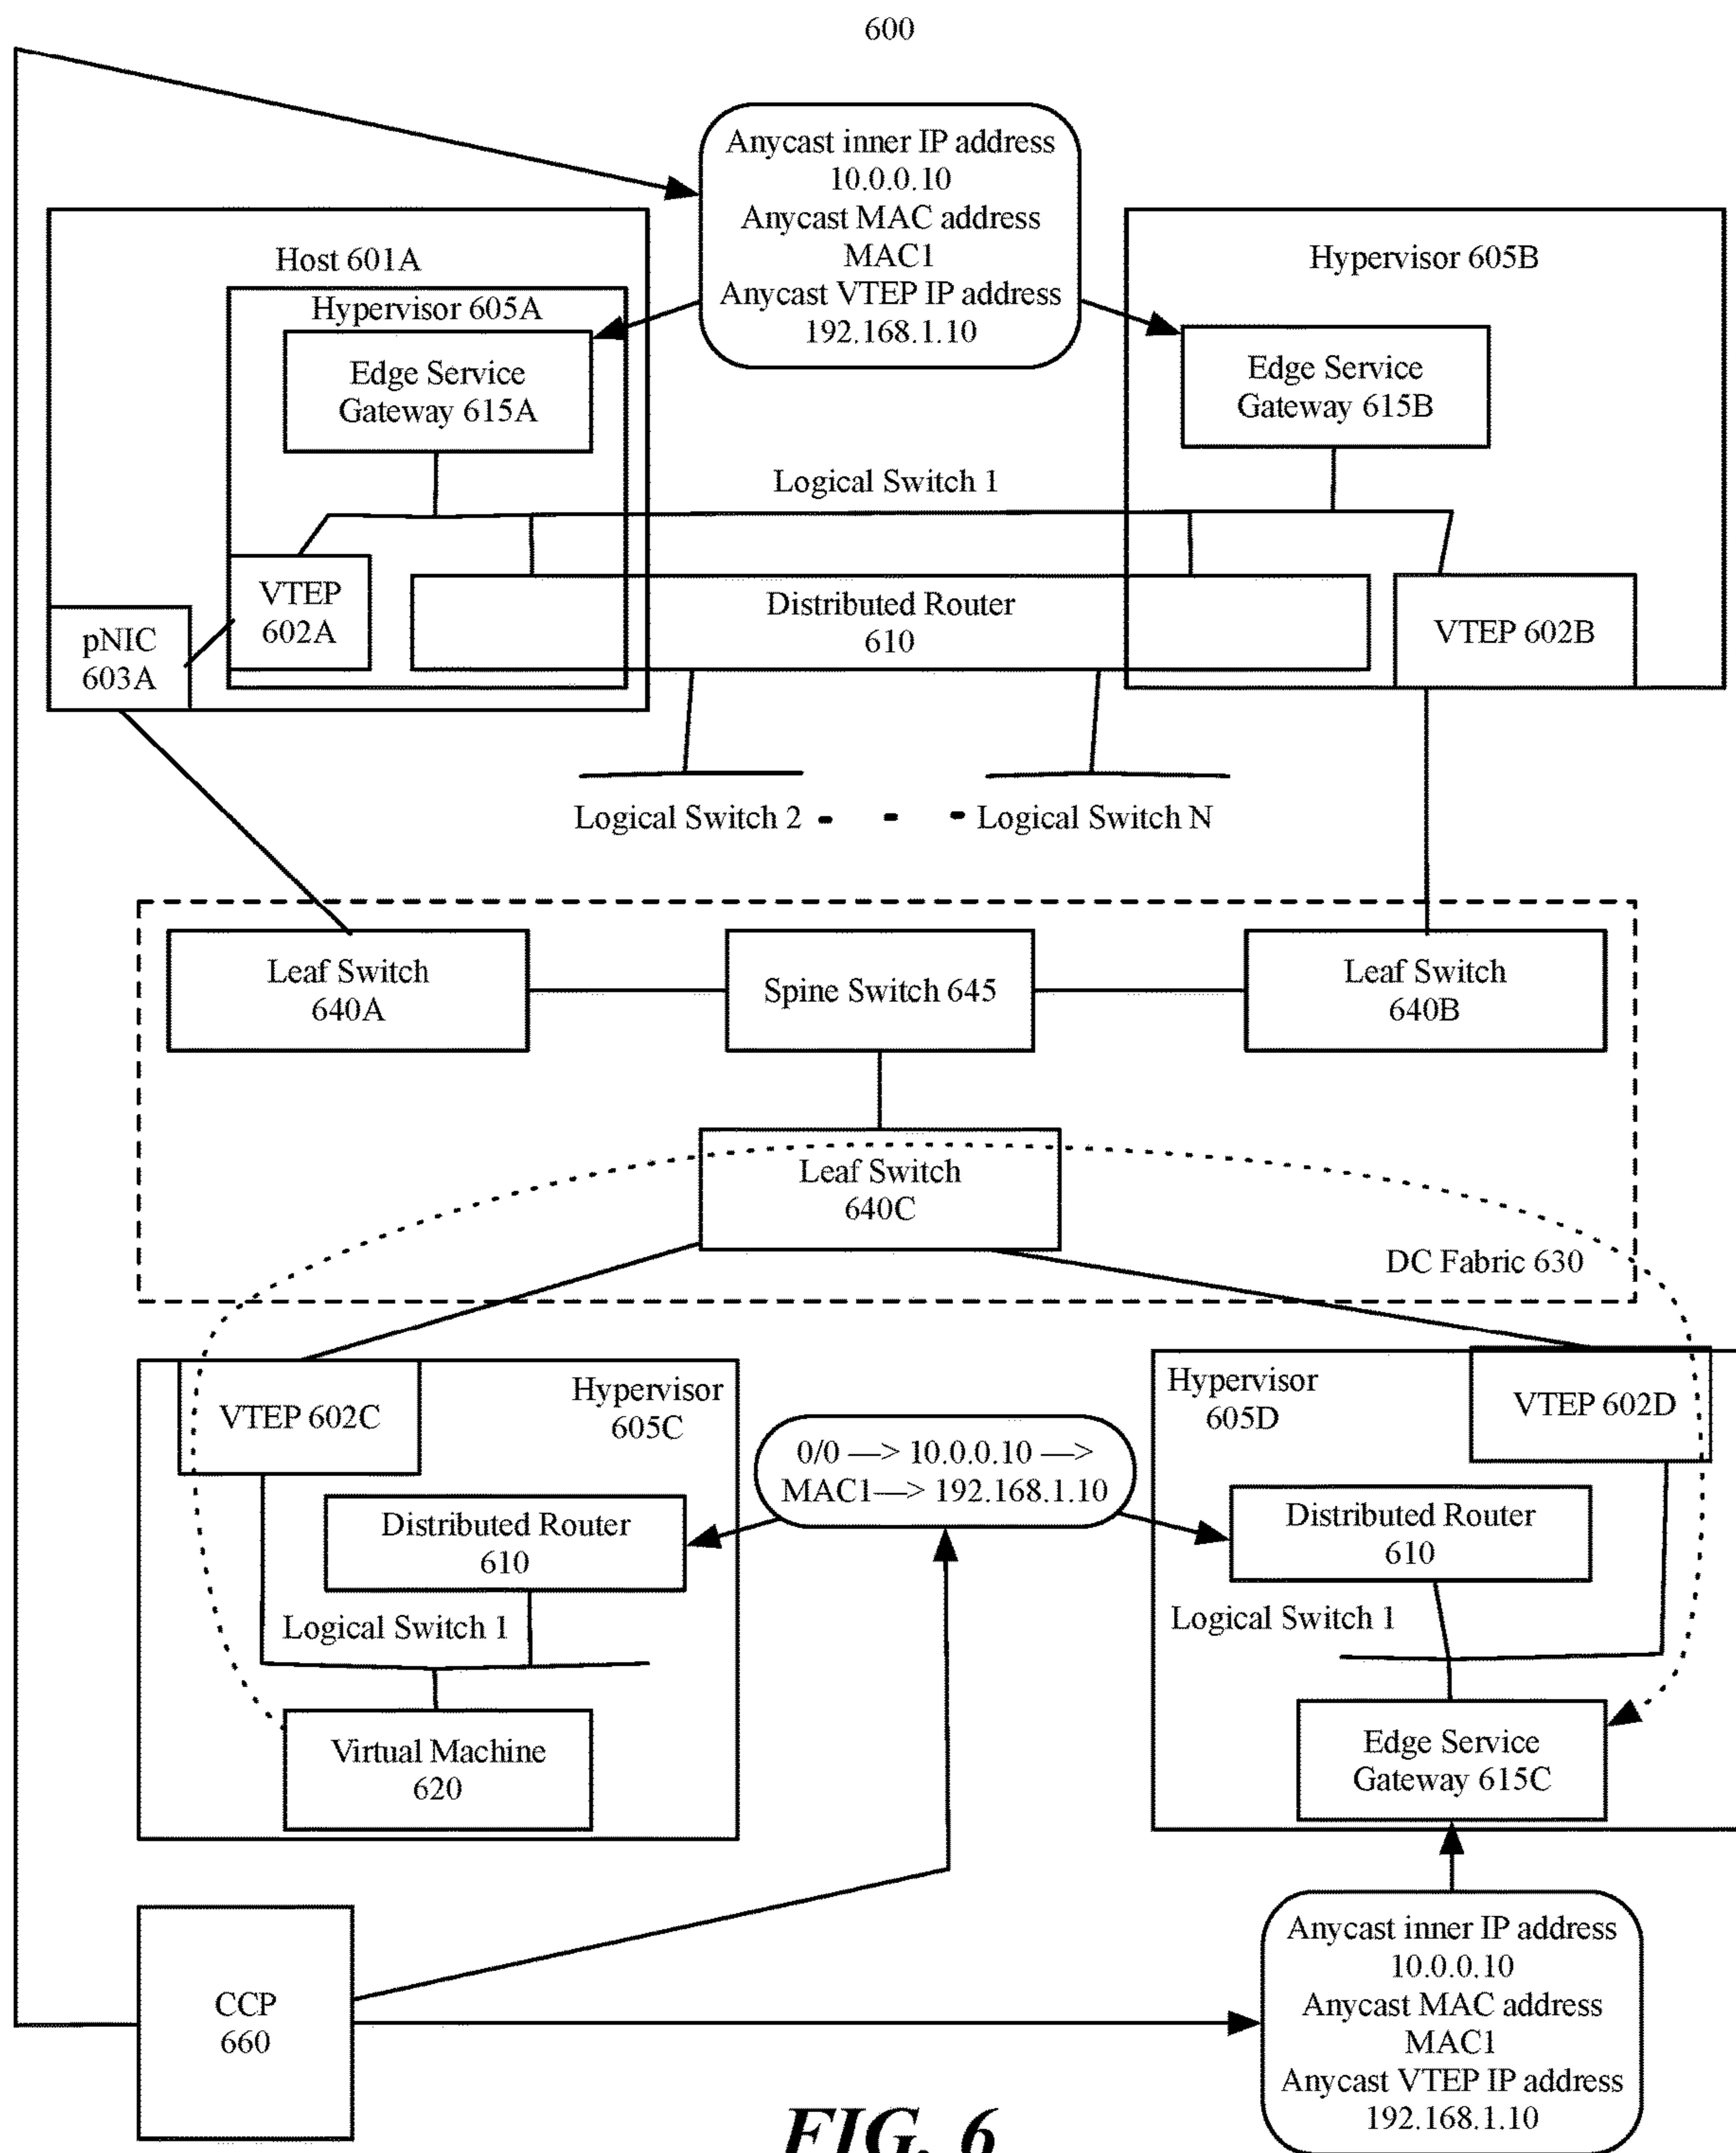 600
Anycast inner IP address
10.0.0.10
Anycast MAC address
MAC1
Anycast VTEP IP address
192.168.1.10
Host 601A
Hypervisor 605A
Edge Service
Gateway 615A
Hypervisor 605B
Edge Service
Gateway 615B
Logical Switch 1
VTEP
602A
pNIC
603A
Distributed Router
610
VTEP 602B
Logical Switch 2 - - - Logical Switch N
Leaf Switch
640A
Spine Switch 645
Leaf Switch
640B
Leaf Switch
640C
DC Fabric 630
VTEP 602C
Hypervisor
605C
0/0 —> 10.0.0.10 —>
MAC1—> 192.168.1.10
Hypervisor
605D
VTEP 602D
Distributed Router
610
Distributed Router
610
Logical Switch 1
Logical Switch 1
Virtual Machine
620
Edge Service
Gateway 615C
CCP
660
Anycast inner IP address
10.0.0.10
Anycast MAC address
MAC1
Anycast VTEP IP address
192.168.1.10
FIG. 6